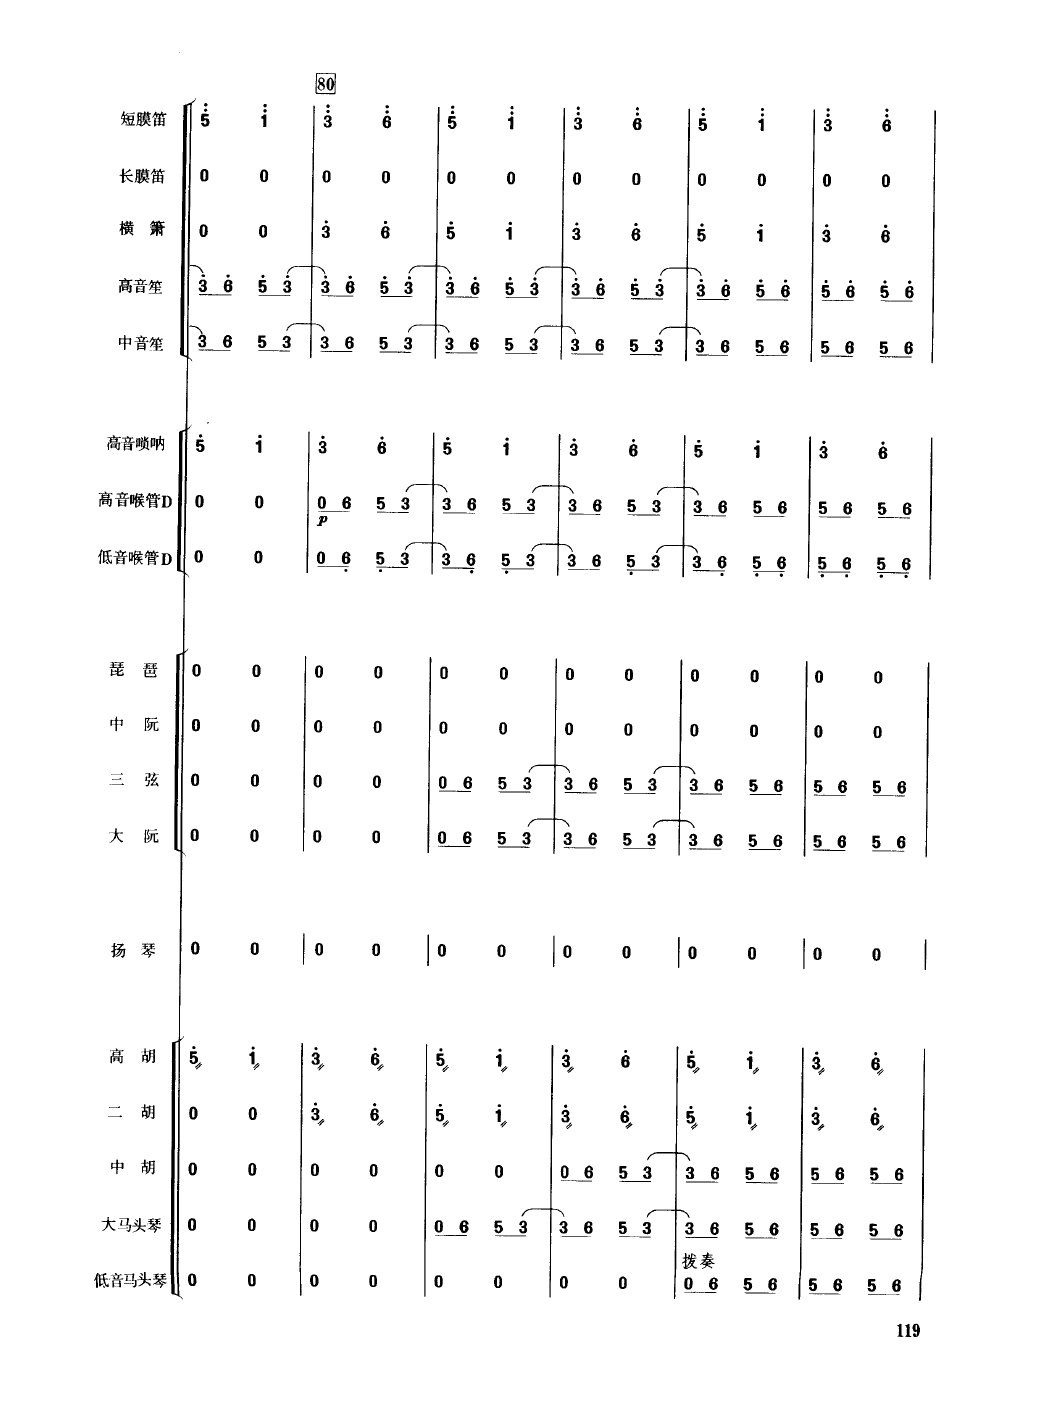 80
短膜笛 5 1 3 6 5 1 3 6 5 1 3 6
长膜笛 0 0 0 0 0 0 0 0 0 0 0 0
横箫 0 0 3 6 5 1 3 6 5 1 3 6
高音笙 3 6 5 3 3 6 5 3 3 6 5 3 3 6 5 3 3 6 5 6 5 6 5 6
中音笙 3 6 5 3 3 6 5 3 3 6 5 3 3 6 5 3 3 6 5 6 5 6 5 6
高音唢呐 5 1 3 6 5 1 3 6 5 1 3 6
高音喉管D 0 0 0 6 5 3 3 6 5 3 3 6 5 3 3 6 5 6 5 6 5 6
p
低音喉管D 0 0 0 6 5 3 3 6 5 3 3 6 5 3 3 6 5 6 5 6 5 6
琵琶 0 0 0 0 0 0 0 0 0 0 0 0
中阮 0 0 0 0 0 0 0 0 0 0 0 0
三弦 0 0 0 0 0 6 5 3 3 6 5 3 3 6 5 6 5 6 5 6
大阮 0 0 0 0 0 6 5 3 3 6 5 3 3 6 5 6 5 6 5 6
扬琴 0 0 0 0 0 0 0 0 0 0 0 0
高胡 5 1 3 6 5 1 3 6 5 1 3 6
二胡 0 0 3 6 5 1 3 6 5 1 3 6
中胡 0 0 0 0 0 0 0 6 5 3 3 6 5 6 5 6 5 6
大马头琴 0 0 0 0 0 6 5 3 3 6 5 3 3 6 5 6 5 6 5 6
拨奏
低音马头琴 0 0 0 0 0 0 0 0 0 6 5 6 5 6 5 6
119